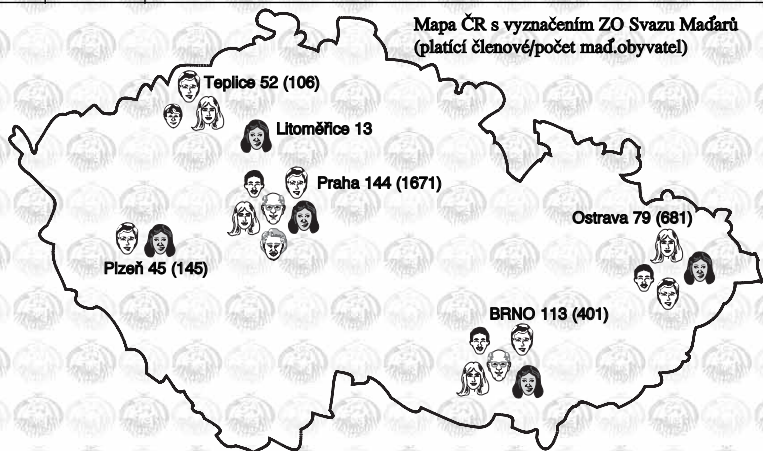 Mapa ČR s vyznačením ZO Svazu Maďarů
(platící členové/počet maď.obyvatel)
Teplice 52 (106)
Litoměřice 13
Praha 144 (1671)
Ostrava 79 (681)
Plzeň 45 (145)
BRNO 113 (401)